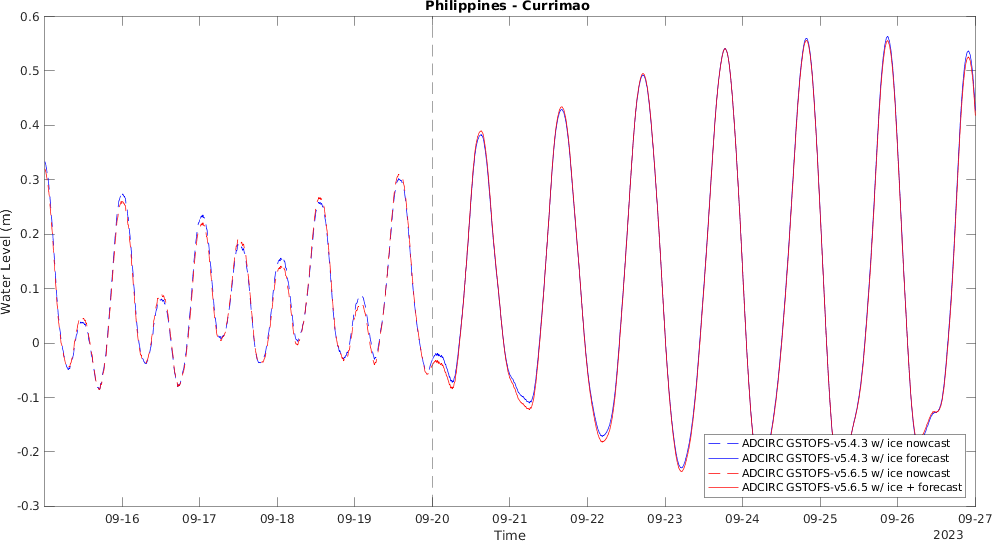 Philippines - Currimao
0.6
0.5
0.4
0.3
0.2
0.1
0
-0.1
-0.2
-0.3
Water Level (m)
ADCIRC GSTOFS-v5.4.3 w/ ice nowcast
ADCIRC GSTOFS-v5.4.3 w/ ice forecast
ADCIRC GSTOFS-v5.6.5 w/ ice nowcast
ADCIRC GSTOFS-v5.6.5 w/ ice + forecast
09-16 09-17 09-18 09-19 09-20 09-21 09-22 09-23 09-24 09-25 09-26 09-27
Time
2023